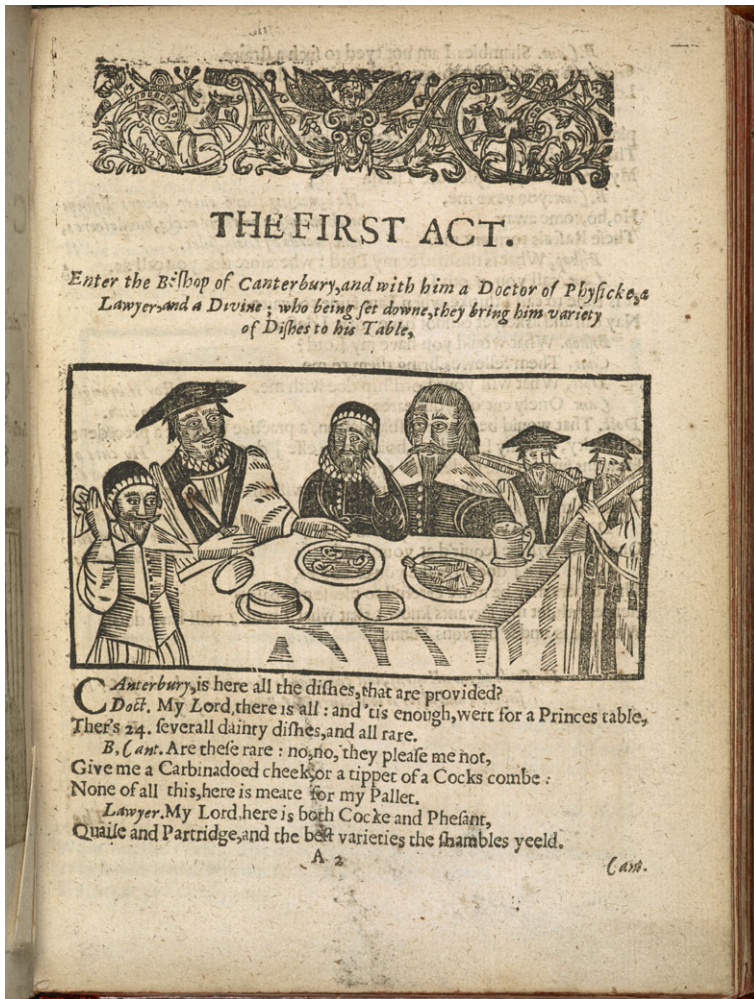 THE FIRST ACT.
Enter the Biſhop of Canterbury, and with him a Doctor of Phyſicke, a
Lawyer, and a Divine ; who being ſet downe, they bring him variety
of Diſhes to his Table,
CAnterbury, is here all the diſhes, that are provided?
Doct. My Lord, there is all : and 'tis enough, wert for a Princes table,
Ther's 24. ſeverall dainty diſhes, and all rare.
B. Cant. Are theſe rare : no, no, they pleaſe me not,
Give me a Carbinadoed cheek, or a tippet of a Cocks combe :
None of all this, here is meate for my Pallet.
Lawyer. My Lord, here is both Cocke and Pheſant,
Quaile and Partridge, and the beſt varieties the ſhambles yeeld.
A 2
Cant.